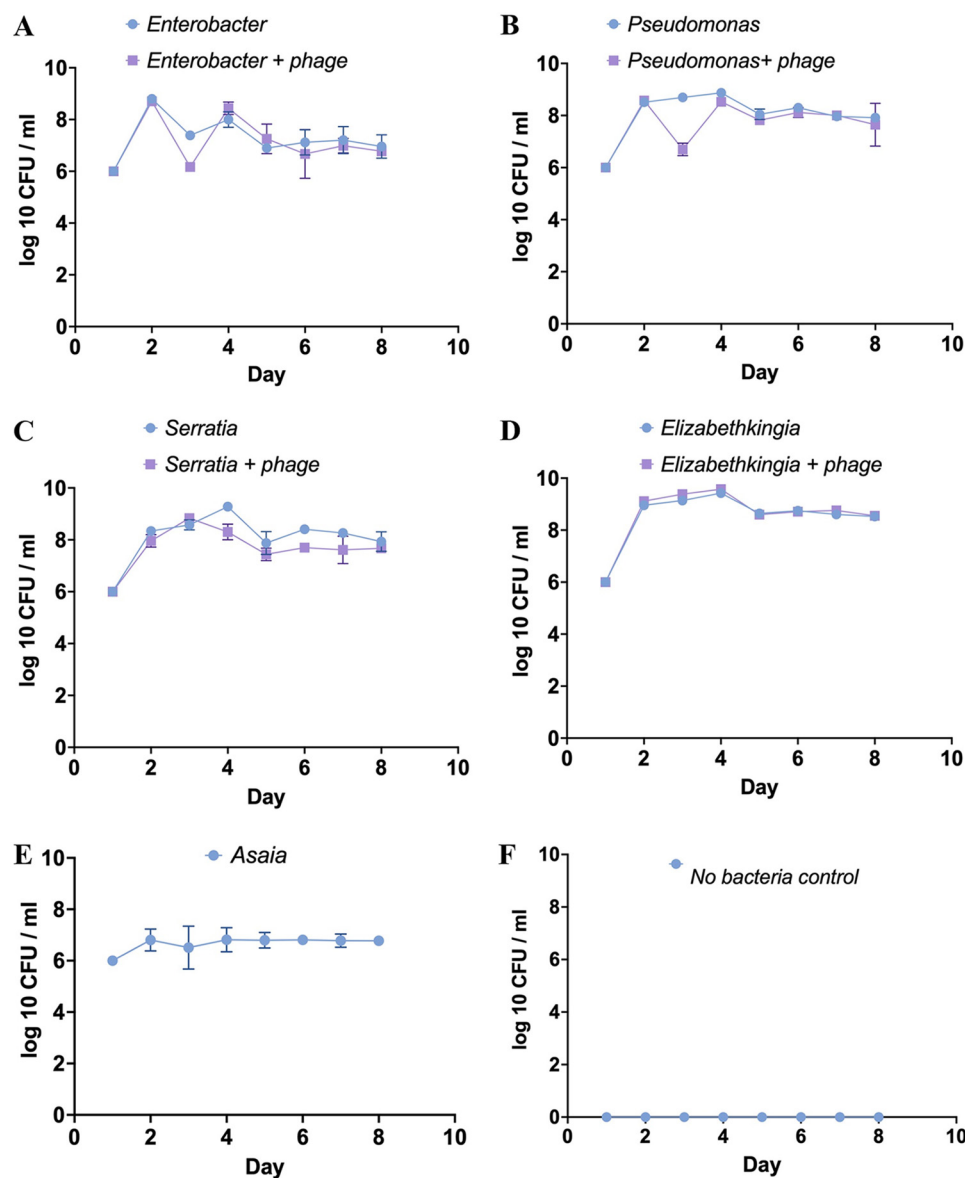 A
Enterobacter
Enterobacter + phage
log 10 CFU / ml
10
8
6
4
2
0
0 2 4 6 8 10
Day
B
Pseudomonas
Pseudomonas+ phage
log 10 CFU / ml
10
8
6
4
2
0
0 2 4 6 8 10
Day
C
Serratia
Serratia + phage
log 10 CFU / ml
10
8
6
4
2
0
0 2 4 6 8 10
Day
D
Elizabethkingia
Elizabethkingia + phage
log 10 CFU / ml
10
8
6
4
2
0
0 2 4 6 8 10
Day
E
Asaia
log 10 CFU / ml
10
8
6
4
2
0
0 2 4 6 8 10
Day
F
No bacteria control
log 10 CFU / ml
10
8
6
4
2
0
0 2 4 6 8 10
Day